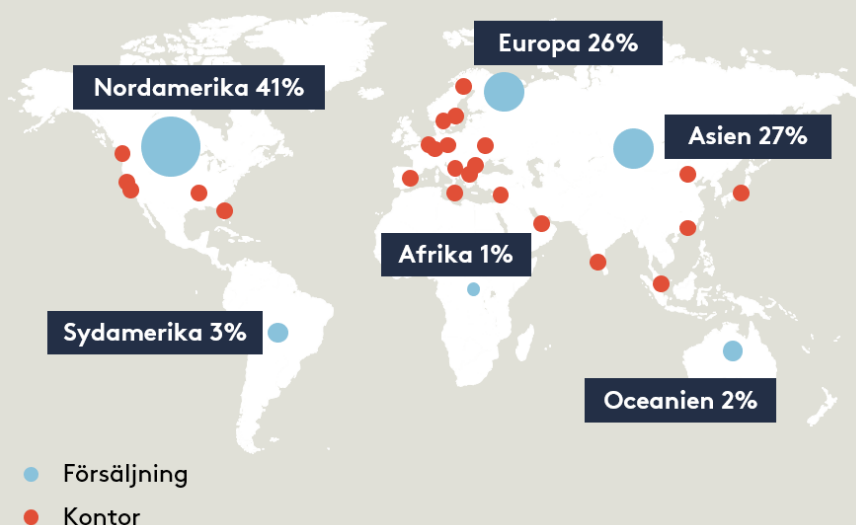 Europa 26%
Nordamerika 41%
Asien 27%
Afrika 1%
Sydamerika 3%
Oceanien 2%
Försäljning
Kontor